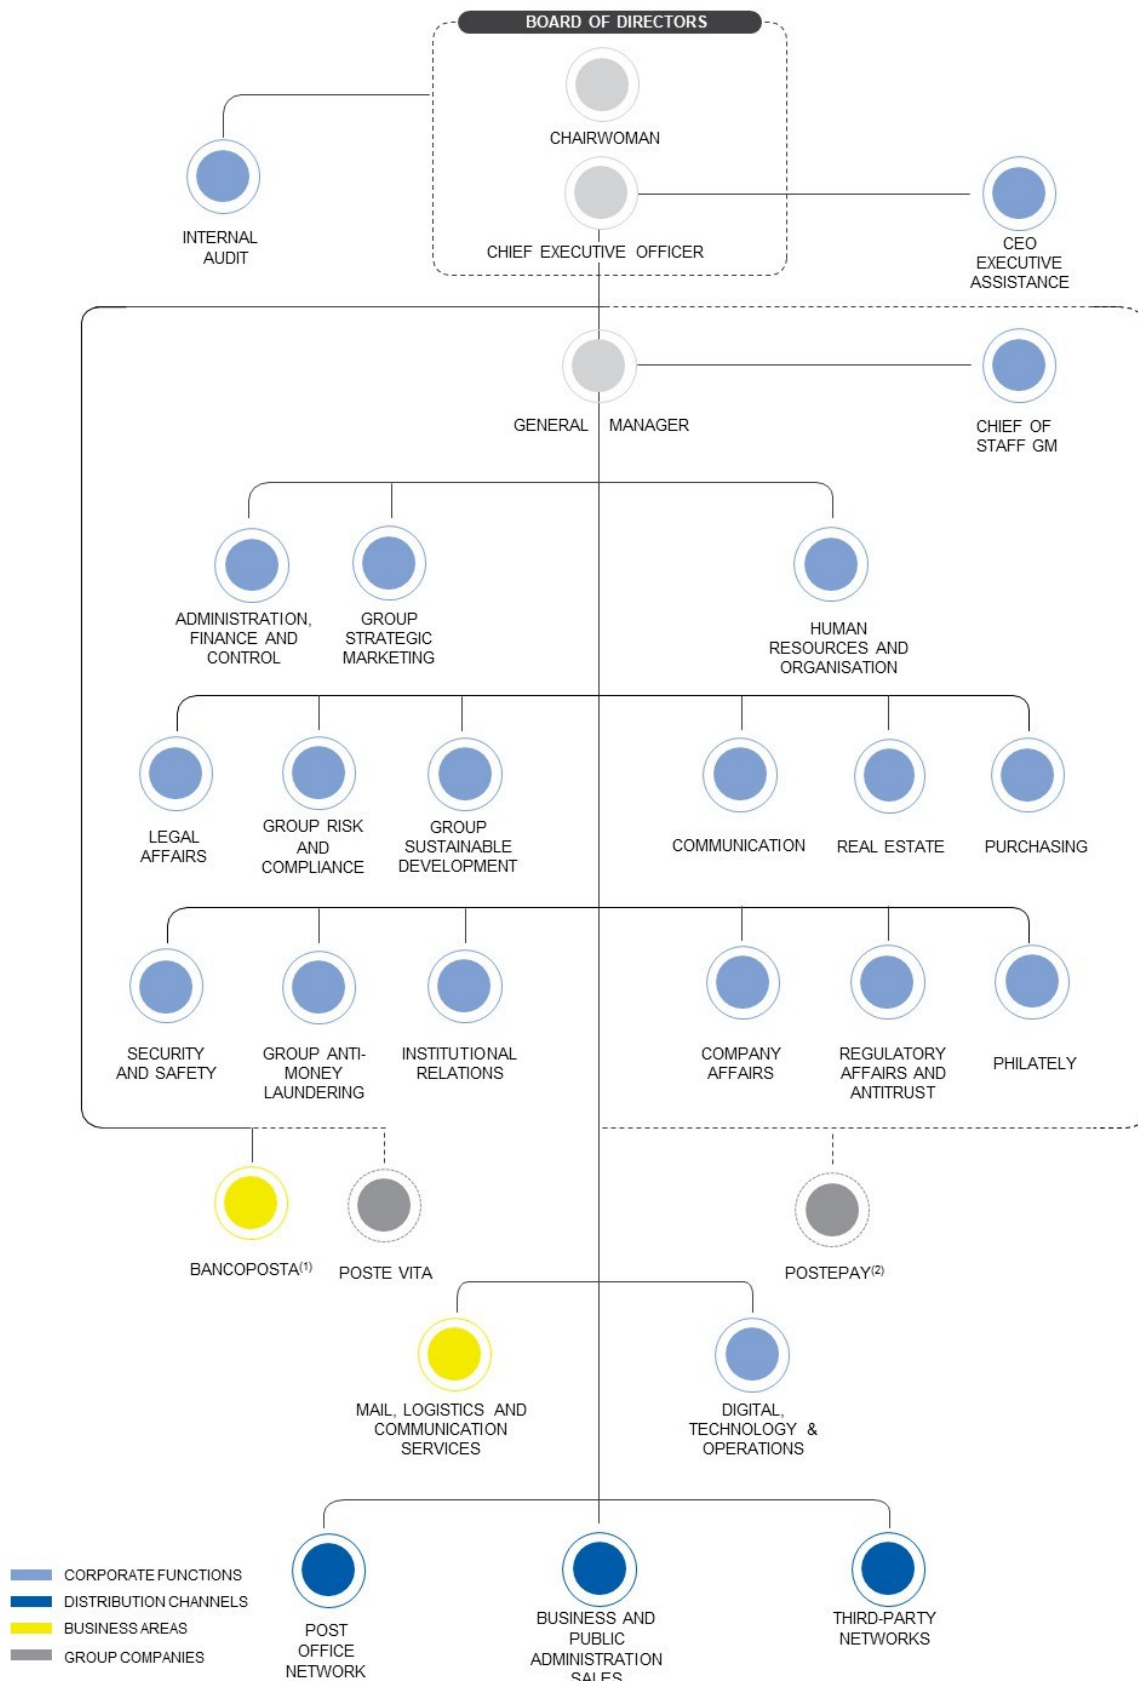 BOARD OF DIRECTORS
CHAIRWOMAN
INTERNAL
AUDIT
CHIEF EXECUTIVE OFFICER
CEO
EXECUTIVE
ASSISTANCE
GENERAL MANAGER
CHIEF OF
STAFF GM
ADMINISTRATION,
FINANCE AND
CONTROL
GROUP
STRATEGIC
MARKETING
HUMAN
RESOURCES AND
ORGANISATION
LEGAL
AFFAIRS
GROUP RISK
AND
COMPLIANCE
GROUP
SUSTAINABLE
DEVELOPMENT
COMMUNICATION
REAL ESTATE
PURCHASING
SECURITY
AND SAFETY
GROUP ANTI-
MONEY
LAUNDERING
INSTITUTIONAL
RELATIONS
COMPANY
AFFAIRS
REGULATORY
AFFAIRS AND
ANTITRUST
PHILATELY
BANCOPOSTA(1)
POSTE VITA
POSTEPAY(2)
MAIL, LOGISTICS AND
COMMUNICATION
SERVICES
DIGITAL,
TECHNOLOGY &
OPERATIONS
CORPORATE FUNCTIONS
DISTRIBUTION CHANNELS
BUSINESS AREAS
GROUP COMPANIES
POST
OFFICE
NETWORK
BUSINESS AND
PUBLIC
ADMINISTRATION
SALES
THIRD-PARTY
NETWORKS